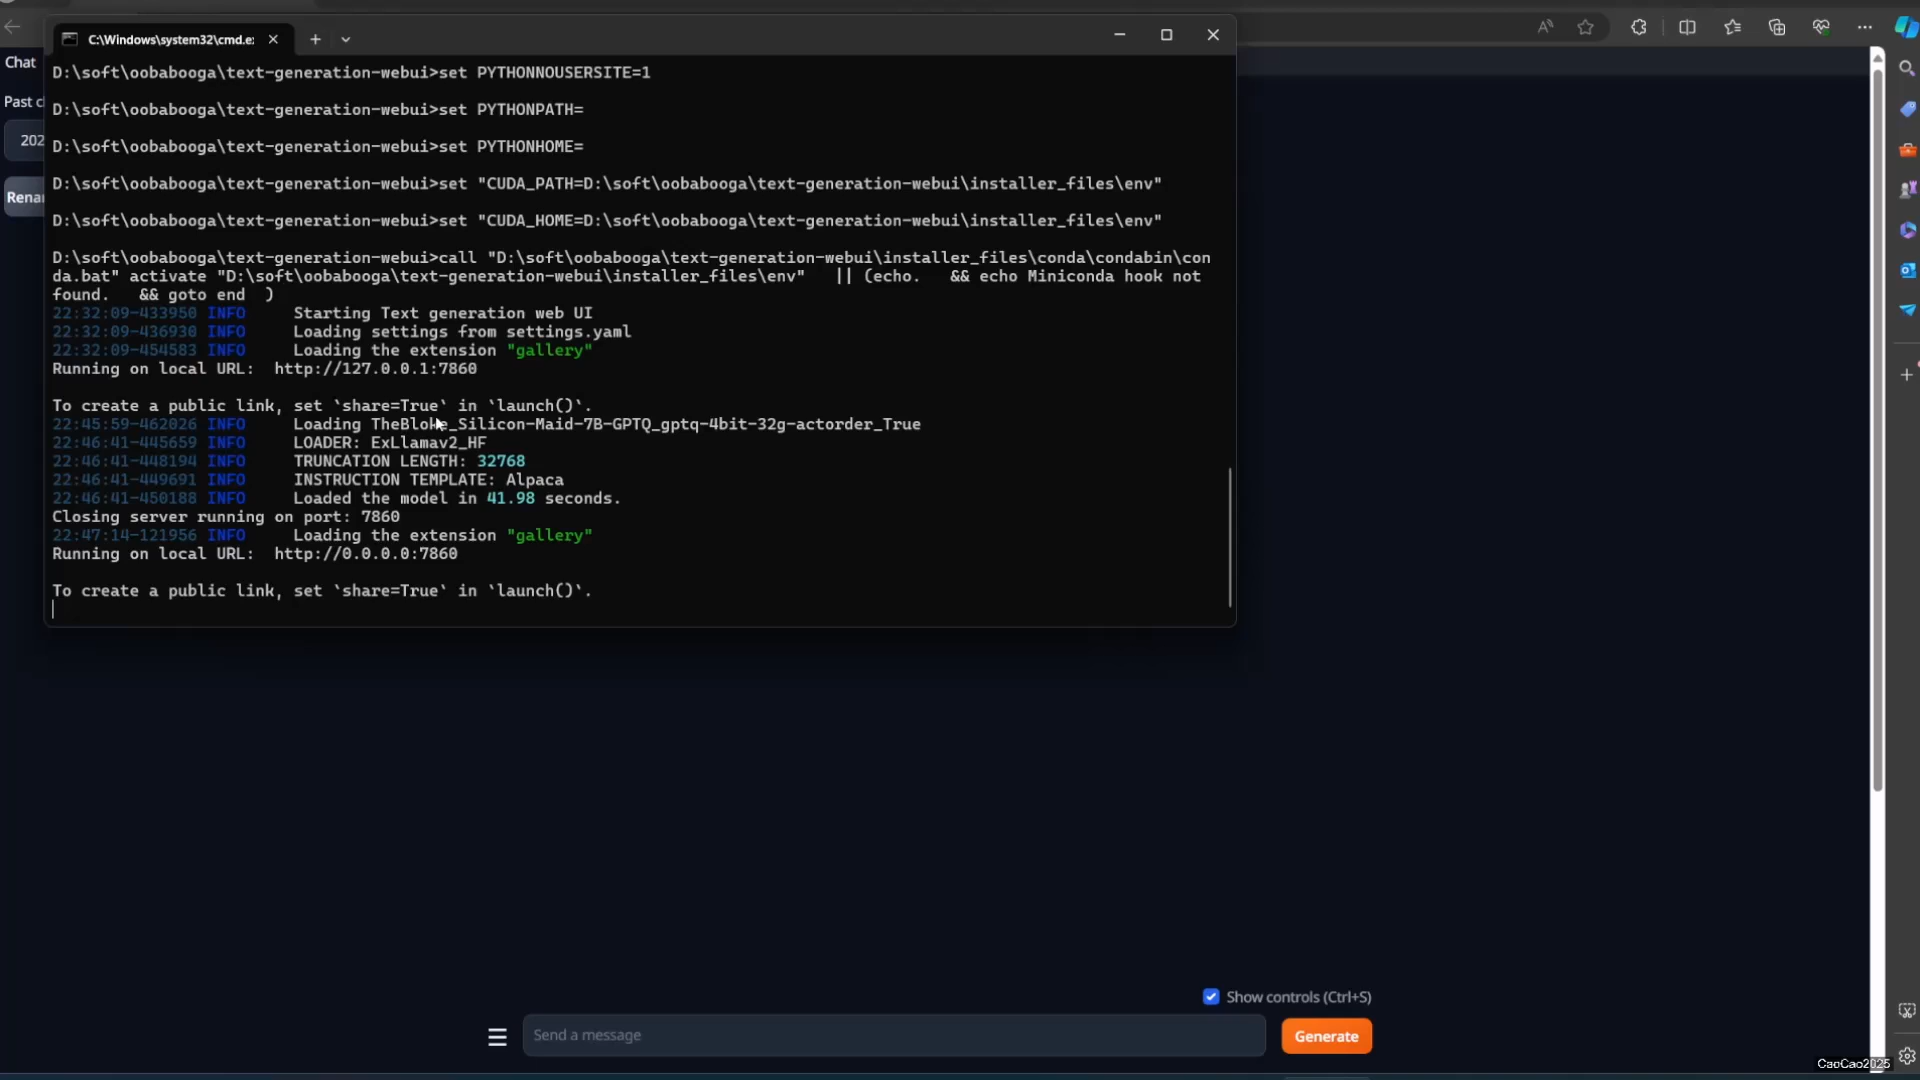 C:\Windows\system32\cmd.e:
D:\soft\oobabooga\text-generation-webui>set PYTHONNOUSERSITE=1
D:\soft\oobabooga\text-generation-webui>set PYTHONPATH=
D:\soft\oobabooga\text-generation-webui>set PYTHONHOME=
D:\soft\oobabooga\text-generation-webui>set "CUDA_PATH=D:\soft\oobabooga\text-generation-webui\installer_files\env"
D:\soft\oobabooga\text-generation-webui>set "CUDA_HOME=D:\soft\oobabooga\text-generation-webui\installer_files\env"
D:\soft\oobabooga\text-generation-webui>call "D:\soft\oobabooga\text-generation-webui\installer_files\conda\condabin\con
da.bat" activate "D:\soft\oobabooga\text-generation-webui\installer_files\env"   || (echo.   && echo Miniconda hook not
found.   && goto end  )
22:32:09-433950 INFO     Starting Text generation web UI
22:32:09-436930 INFO     Loading settings from settings.yaml
22:32:09-454583 INFO     Loading the extension "gallery"
Running on local URL:  http://127.0.0.1:7860
To create a public link, set `share=True` in `launch()`.
22:45:59-462026 INFO     Loading TheBloke_Silicon-Maid-7B-GPTQ_gptq-4bit-32g-actorder_True
22:46:41-445659 INFO     LOADER: ExLlamav2_HF
22:46:41-448194 INFO     TRUNCATION LENGTH: 32768
22:46:41-449691 INFO     INSTRUCTION TEMPLATE: Alpaca
22:46:41-450188 INFO     Loaded the model in 41.98 seconds.
Closing server running on port: 7860
22:47:14-121956 INFO     Loading the extension "gallery"
Running on local URL:  http://0.0.0.0:7860
To create a public link, set `share=True` in `launch()`.
Chat
Past c
202
Renar
Show controls (Ctrl+S)
Send a message
Generate
CaoCao2025